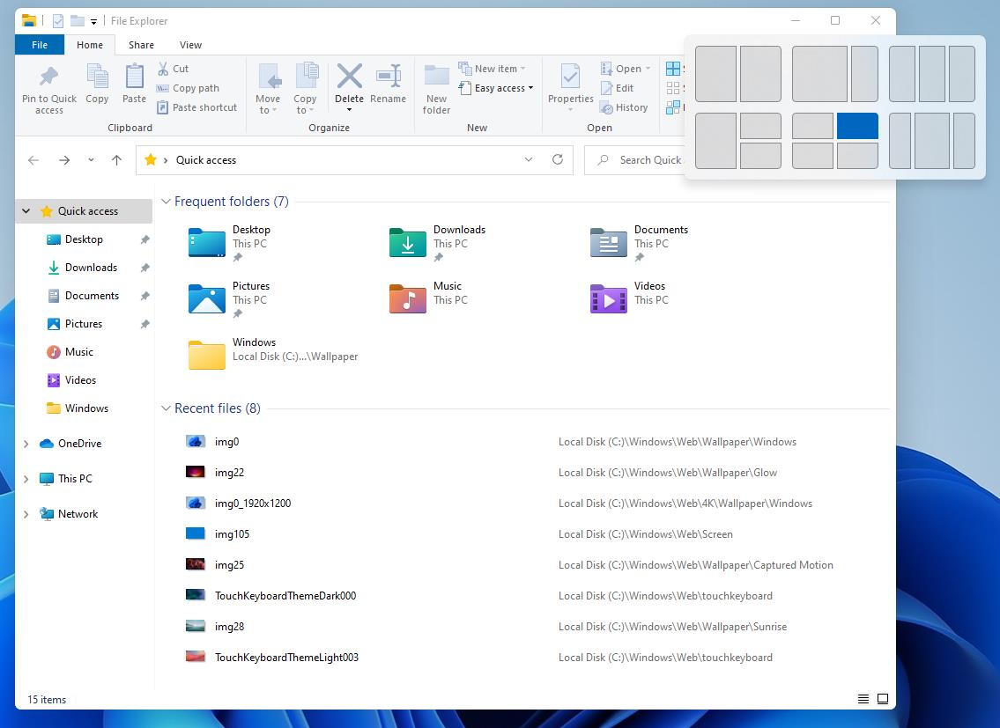 File Explorer
File Home Share View
Pin to Quick access
Copy
Paste
Cut
Copy path
Paste shortcut
Clipboard
Move to
Copy to
Delete
Rename
Organize
New folder
New item
Easy access
New
Properties
Open
Edit
History
Open
Quick access
Search Quick
Quick access
Desktop
Downloads
Documents
Pictures
Music
Videos
Windows
OneDrive
This PC
Network
Frequent folders (7)
Desktop
This PC
Downloads
This PC
Documents
This PC
Pictures
This PC
Music
This PC
Videos
This PC
Windows
Local Disk (C:)...\Wallpaper
Recent files (8)
img0 Local Disk (C:)\Windows\Web\Wallpaper\Windows
img22 Local Disk (C:)\Windows\Web\Wallpaper\Glow
img0_1920x1200 Local Disk (C:)\Windows\Web\4K\Wallpaper\Windows
img105 Local Disk (C:)\Windows\Web\Screen
img25 Local Disk (C:)\Windows\Web\Wallpaper\Captured Motion
TouchKeyboardThemeDark000 Local Disk (C:)\Windows\Web\touchkeyboard
img28 Local Disk (C:)\Windows\Web\Wallpaper\Sunrise
TouchKeyboardThemeLight003 Local Disk (C:)\Windows\Web\touchkeyboard
15 items